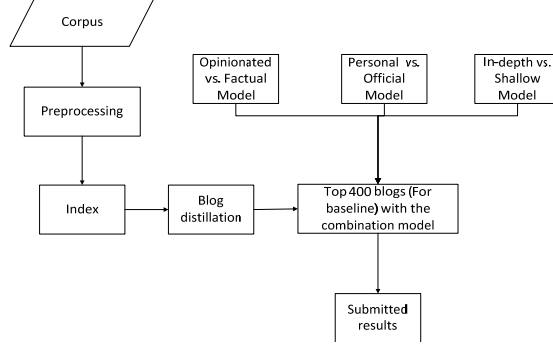 Corpus
Opinionated
vs. Factual
Model
Personal vs.
Official
Model
In-depth vs.
Shallow
Model
Preprocessing
Index
Blog
distillation
Top 400 blogs (For
baseline) with the
combination model
Submitted
results